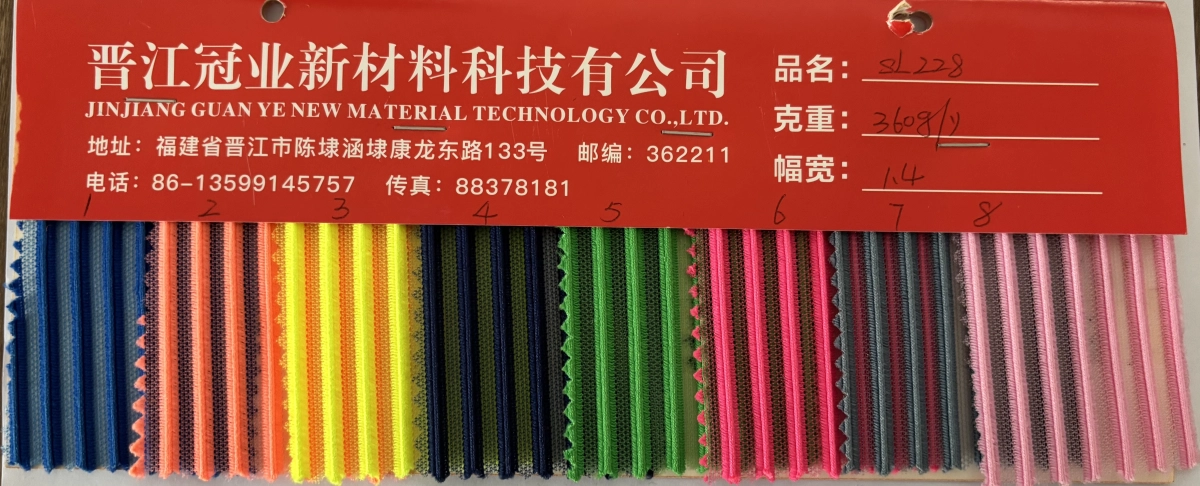 晋江冠业新材料科技有限公司
JINJIANG GUAN YE NEW MATERIAL TECHNOLOGY CO.,LTD.
地址：福建省晋江市陈埭涵埭康龙东路133号 邮编：362211
电话：86-13599145757 传真：88378181
品名：SL228
克重：360g/y
幅宽：1.4
1 2 3 4 5 6 7 8